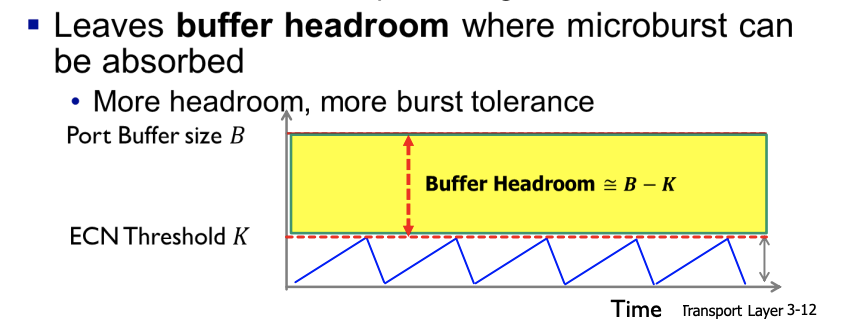 ▪ Leaves buffer headroom where microburst can
be absorbed
• More headroom, more burst tolerance
Port Buffer size B
Buffer Headroom ≅ B − K
ECN Threshold K
Time
Transport Layer 3-12